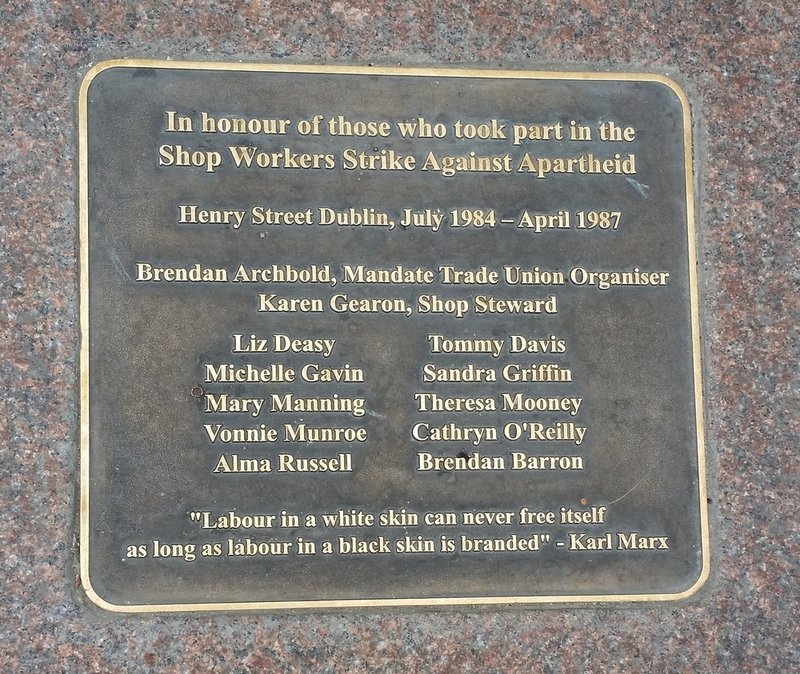 In honour of those who took part in the
Shop Workers Strike Against Apartheid
Henry Street Dublin, July 1984 – April 1987
Brendan Archbold, Mandate Trade Union Organiser
Karen Gearon, Shop Steward
Liz Deasy Tommy Davis
Michelle Gavin Sandra Griffin
Mary Manning Theresa Mooney
Vonnie Munroe Cathryn O'Reilly
Alma Russell Brendan Barron
"Labour in a white skin can never free itself
as long as labour in a black skin is branded" - Karl Marx